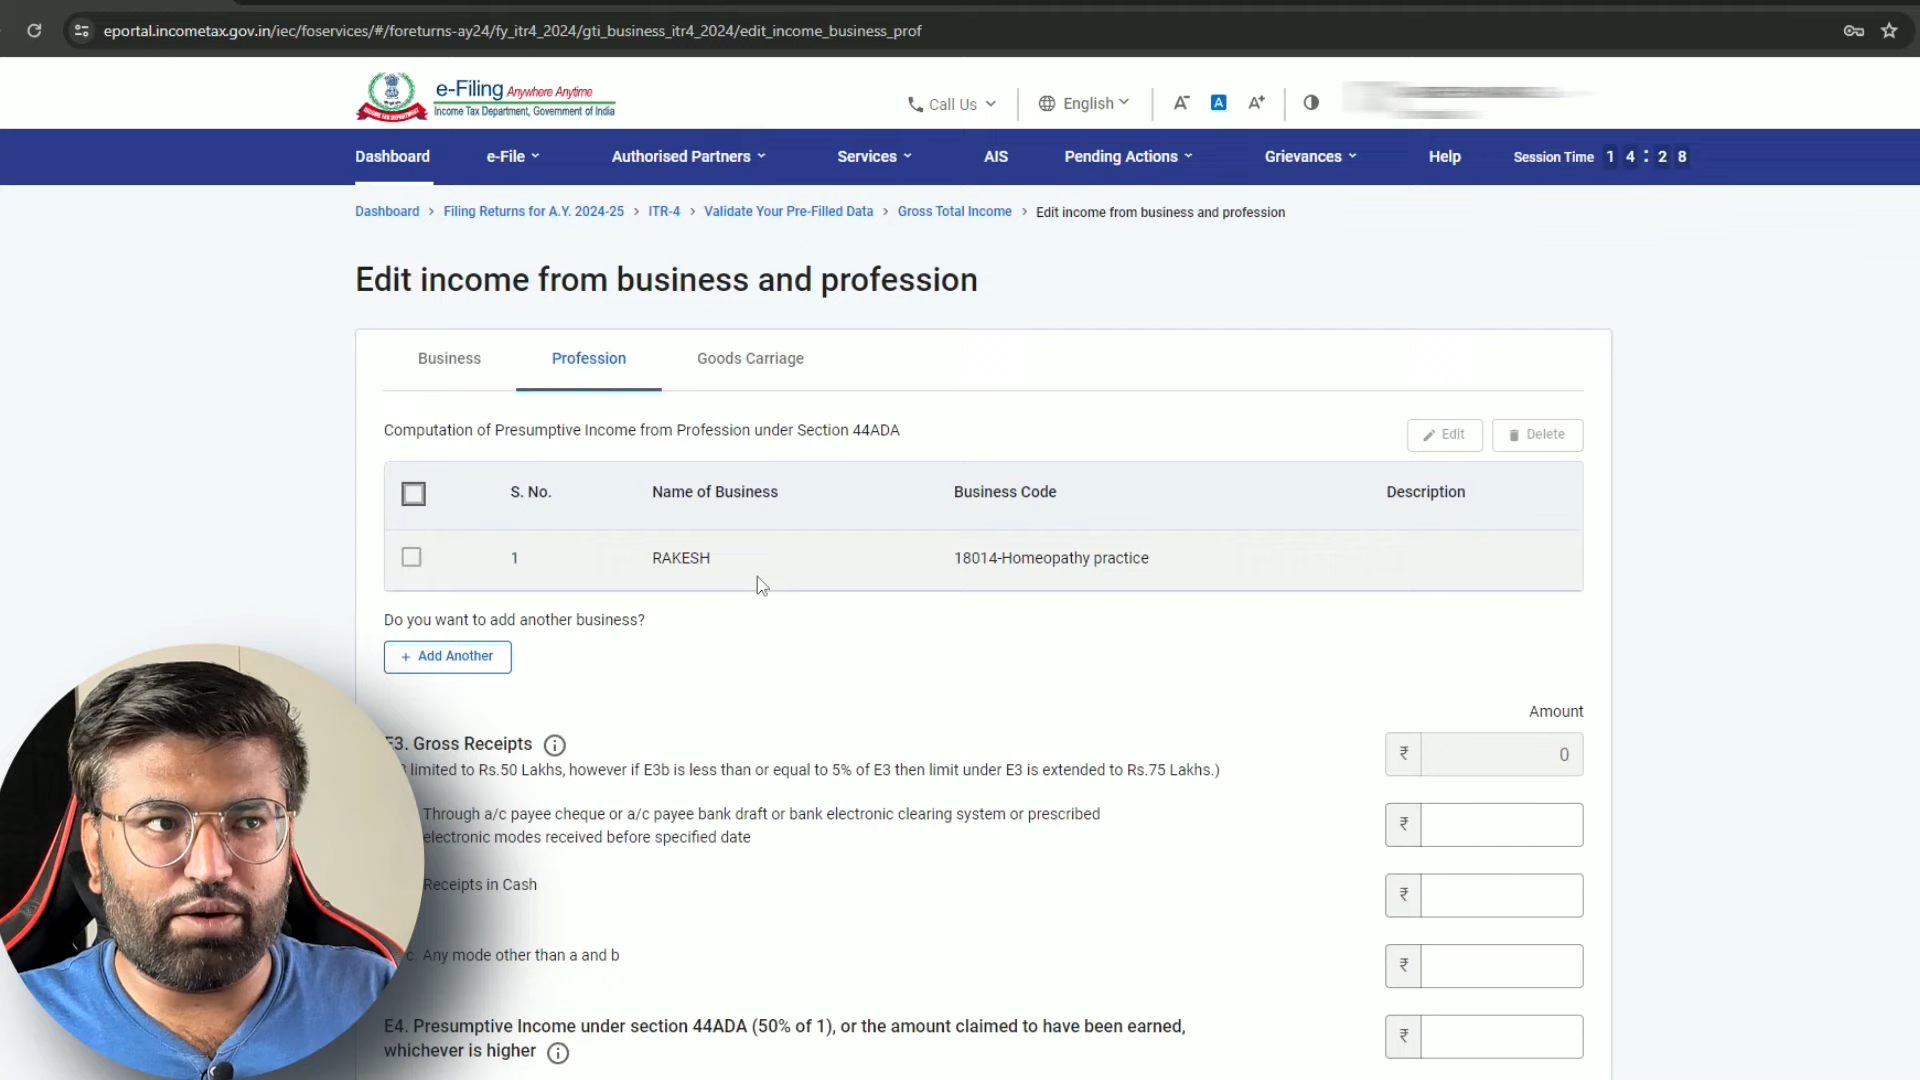 eportal.incometax.gov.in/iec/foservices/#/foreturns-ay24/fy_itr4_2024/gti_business_itr4_2024/edit_income_business_prof
e-Filing Anywhere Anytime
Income Tax Department, Government of India
INCOME TAX DEPARTMENT
Call Us
English
A-
A
A+
Dashboard
e-File
Authorised Partners
Services
AIS
Pending Actions
Grievances
Help
Session Time 14:28
Dashboard > Filing Returns for A.Y. 2024-25 > ITR-4 > Validate Your Pre-Filled Data > Gross Total Income > Edit income from business and profession
Edit income from business and profession
Business
Profession
Goods Carriage
Computation of Presumptive Income from Profession under Section 44ADA
Edit
Delete
S. No.
Name of Business
Business Code
Description
1
RAKESH
18014-Homeopathy practice
Do you want to add another business?
+ Add Another
Amount
E3. Gross Receipts
₹ 0
limited to Rs.50 Lakhs, however if E3b is less than or equal to 5% of E3 then limit under E3 is extended to Rs.75 Lakhs.)
Through a/c payee cheque or a/c payee bank draft or bank electronic clearing system or prescribed
electronic modes received before specified date
₹
Receipts in Cash
₹
c. Any mode other than a and b
₹
E4. Presumptive Income under section 44ADA (50% of 1), or the amount claimed to have been earned,
whichever is higher
₹